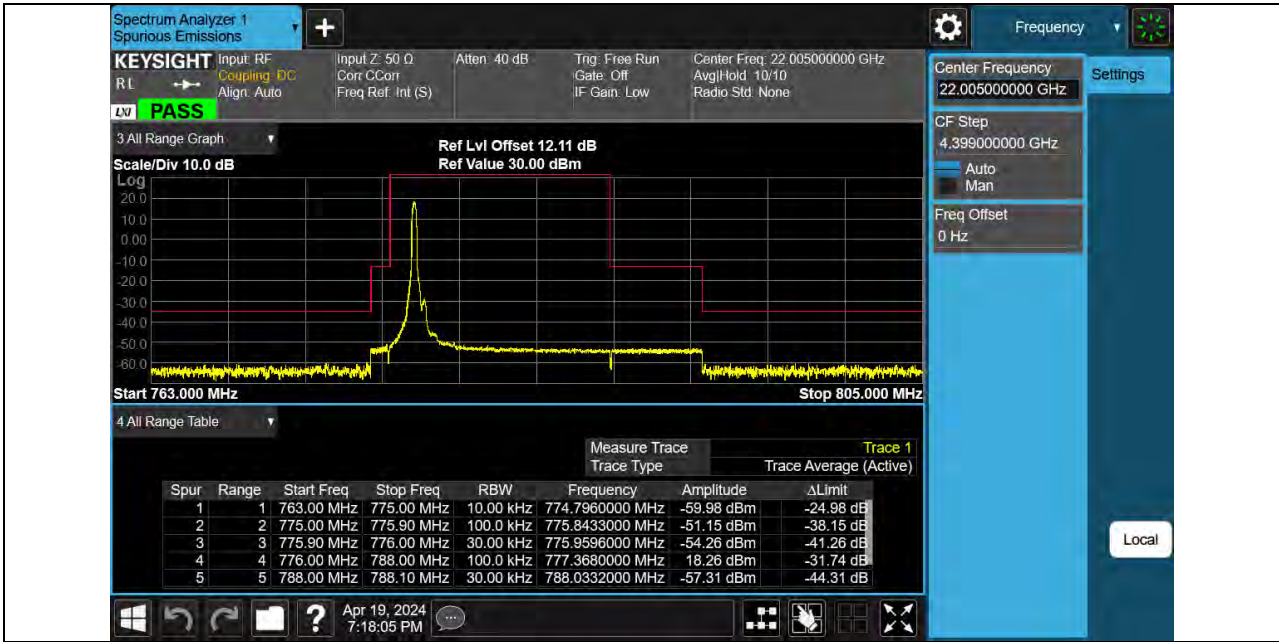 Spectrum Analyzer 1
Spurious Emissions
Frequency
KEYSIGHT
RL
LXI PASS
Input: RF
Coupling: DC
Align: Auto
Input Z: 50 Ω
Corr CCorr
Freq Ref: Int (S)
Atten: 40 dB
Trig: Free Run
Gate: Off
IF Gain: Low
Center Freq: 22.005000000 GHz
Avg|Hold: 10/10
Radio Std: None
Center Frequency
22.005000000 GHz
Settings
CF Step
4.399000000 GHz
Auto
Man
Freq Offset
0 Hz
Local
3 All Range Graph
Ref Lvl Offset 12.11 dB
Scale/Div 10.0 dB
Ref Value 30.00 dBm
Log
20.0
10.0
0.00
-10.0
-20.0
-30.0
-40.0
-50.0
-60.0
Start 763.000 MHz
Stop 805.000 MHz
4 All Range Table
Measure Trace Trace 1
Trace Type Trace Average (Active)
Spur Range Start Freq Stop Freq RBW Frequency Amplitude ΔLimit
1 1 763.00 MHz 775.00 MHz 10.00 kHz 774.7960000 MHz -59.98 dBm -24.98 dB
2 2 775.00 MHz 775.90 MHz 100.0 kHz 775.8433000 MHz -51.15 dBm -38.15 dB
3 3 775.90 MHz 776.00 MHz 30.00 kHz 775.9596000 MHz -54.26 dBm -41.26 dB
4 4 776.00 MHz 788.00 MHz 100.0 kHz 777.3680000 MHz 18.26 dBm -31.74 dB
5 5 788.00 MHz 788.10 MHz 30.00 kHz 788.0332000 MHz -57.31 dBm -44.31 dB
Apr 19, 2024
7:18:05 PM